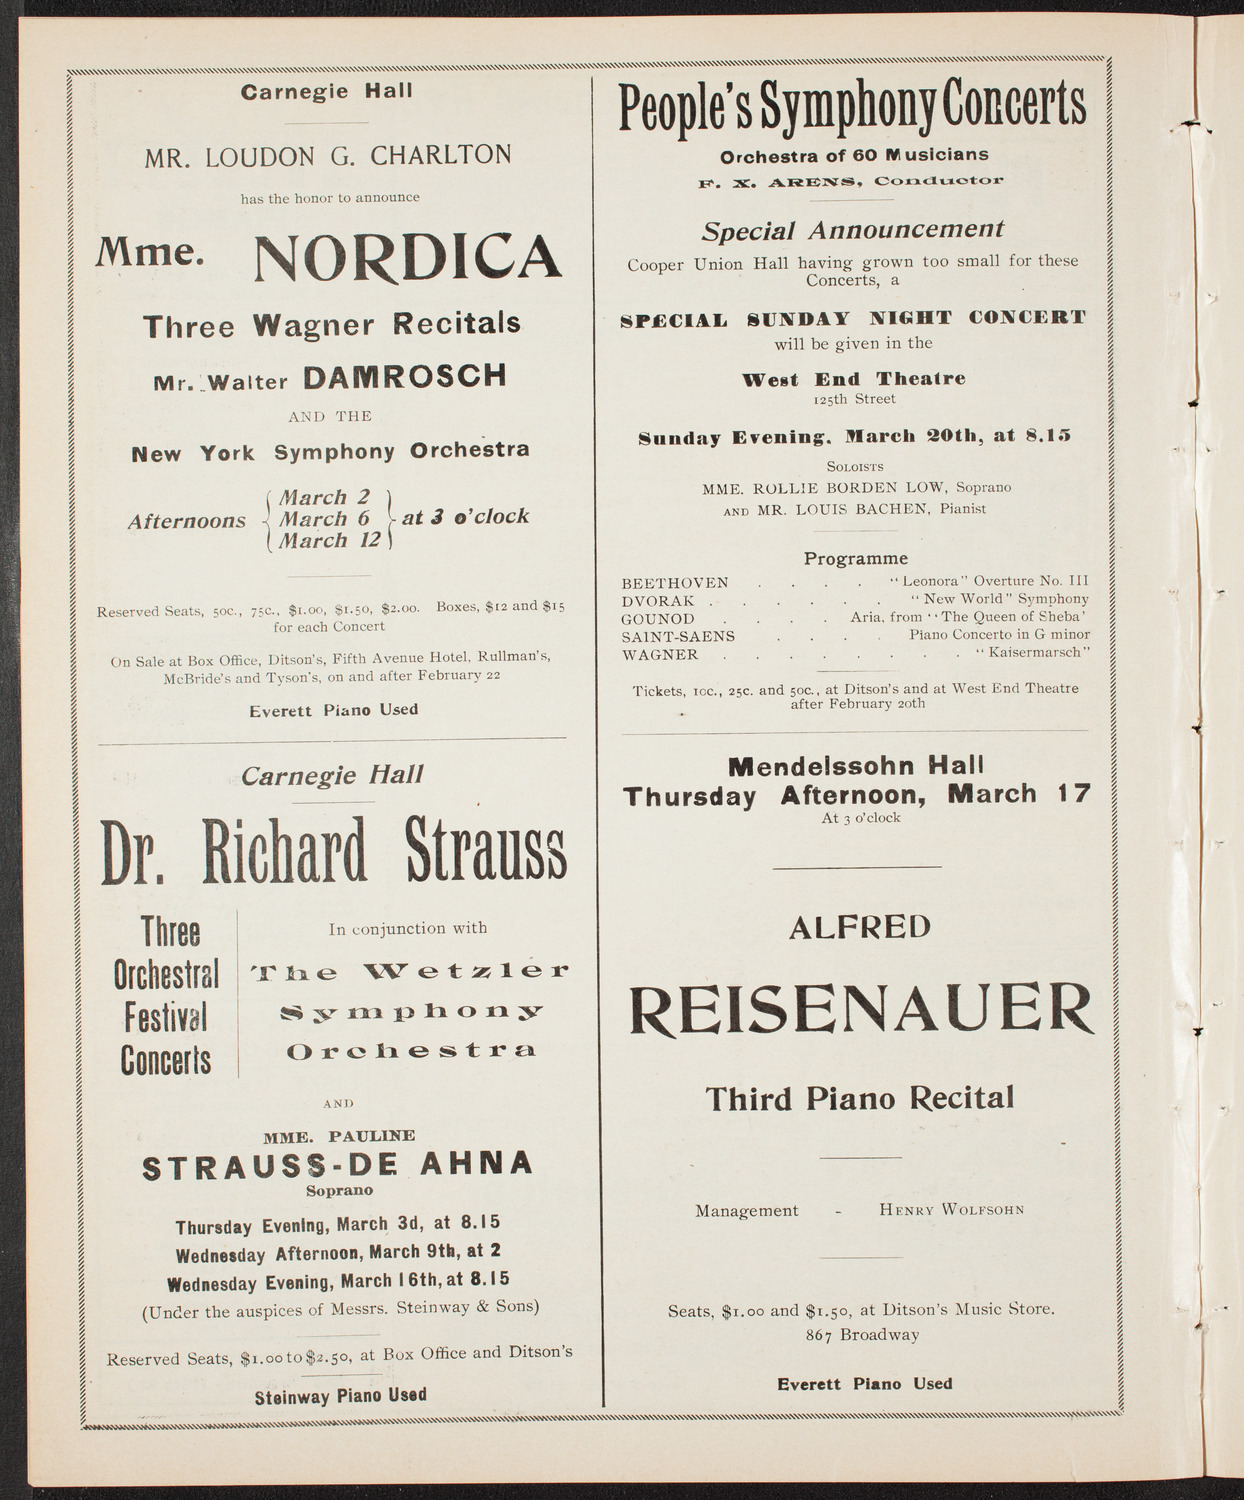 Carnegie Hall
MR. LOUDON G. CHARLTON
has the honor to announce
Mme. NORDICA
Three Wagner Recitals
Mr. Walter DAMROSCH
AND THE
New York Symphony Orchestra
March 2
Afternoons March 6 at 3 o'clock
March 12
Reserved Seats, 50c., 75c., $1.00, $1.50, $2.00. Boxes, $12 and $15
for each Concert
On Sale at Box Office, Ditson's, Fifth Avenue Hotel, Rullman's,
McBride's and Tyson's, on and after February 22
Everett Piano Used
Carnegie Hall
Dr. Richard Strauss
Three
Orchestral
Festival
Concerts
In conjunction with
The Wetzler
Symphony
Orchestra
AND
MME. PAULINE
STRAUSS-DE AHNA
Soprano
Thursday Evening, March 3d, at 8.15
Wednesday Afternoon, March 9th, at 2
Wednesday Evening, March 16th, at 8.15
(Under the auspices of Messrs. Steinway & Sons)
Reserved Seats, $1.00 to $2.50, at Box Office and Ditson's
Steinway Piano Used
People's Symphony Concerts
Orchestra of 60 Musicians
F. X. ARENS, Conductor
Special Announcement
Cooper Union Hall having grown too small for these
Concerts, a
SPECIAL SUNDAY NIGHT CONCERT
will be given in the
West End Theatre
125th Street
Sunday Evening. March 20th, at 8.15
SOLOISTS
MME. ROLLIE BORDEN LOW, Soprano
AND MR. LOUIS BACHEN, Pianist
Programme
BEETHOVEN . . . . "Leonora" Overture No. III
DVORAK . . . . . . "New World" Symphony
GOUNOD . . . . Aria, from "The Queen of Sheba'
SAINT-SAENS . . . . Piano Concerto in G minor
WAGNER . . . . . . . . . "Kaisermarsch"
Tickets, 10c., 25c. and 50c., at Ditson's and at West End Theatre
after February 20th
Mendelssohn Hall
Thursday Afternoon, March 17
At 3 o'clock
ALFRED
REISENAUER
Third Piano Recital
Management - HENRY WOLFSOHN
Seats, $1.00 and $1.50, at Ditson's Music Store.
867 Broadway
Everett Piano Used